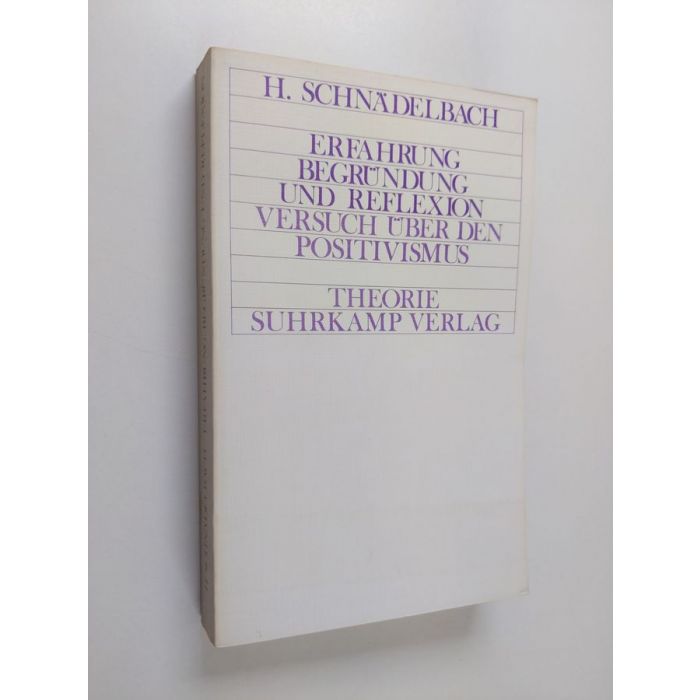 H. SCHNÄDELBACH
ERFAHRUNG
BEGRÜNDUNG
UND REFLEXION
VERSUCH ÜBER DEN
POSITIVISMUS
THEORIE
SUHRKAMP VERLAG